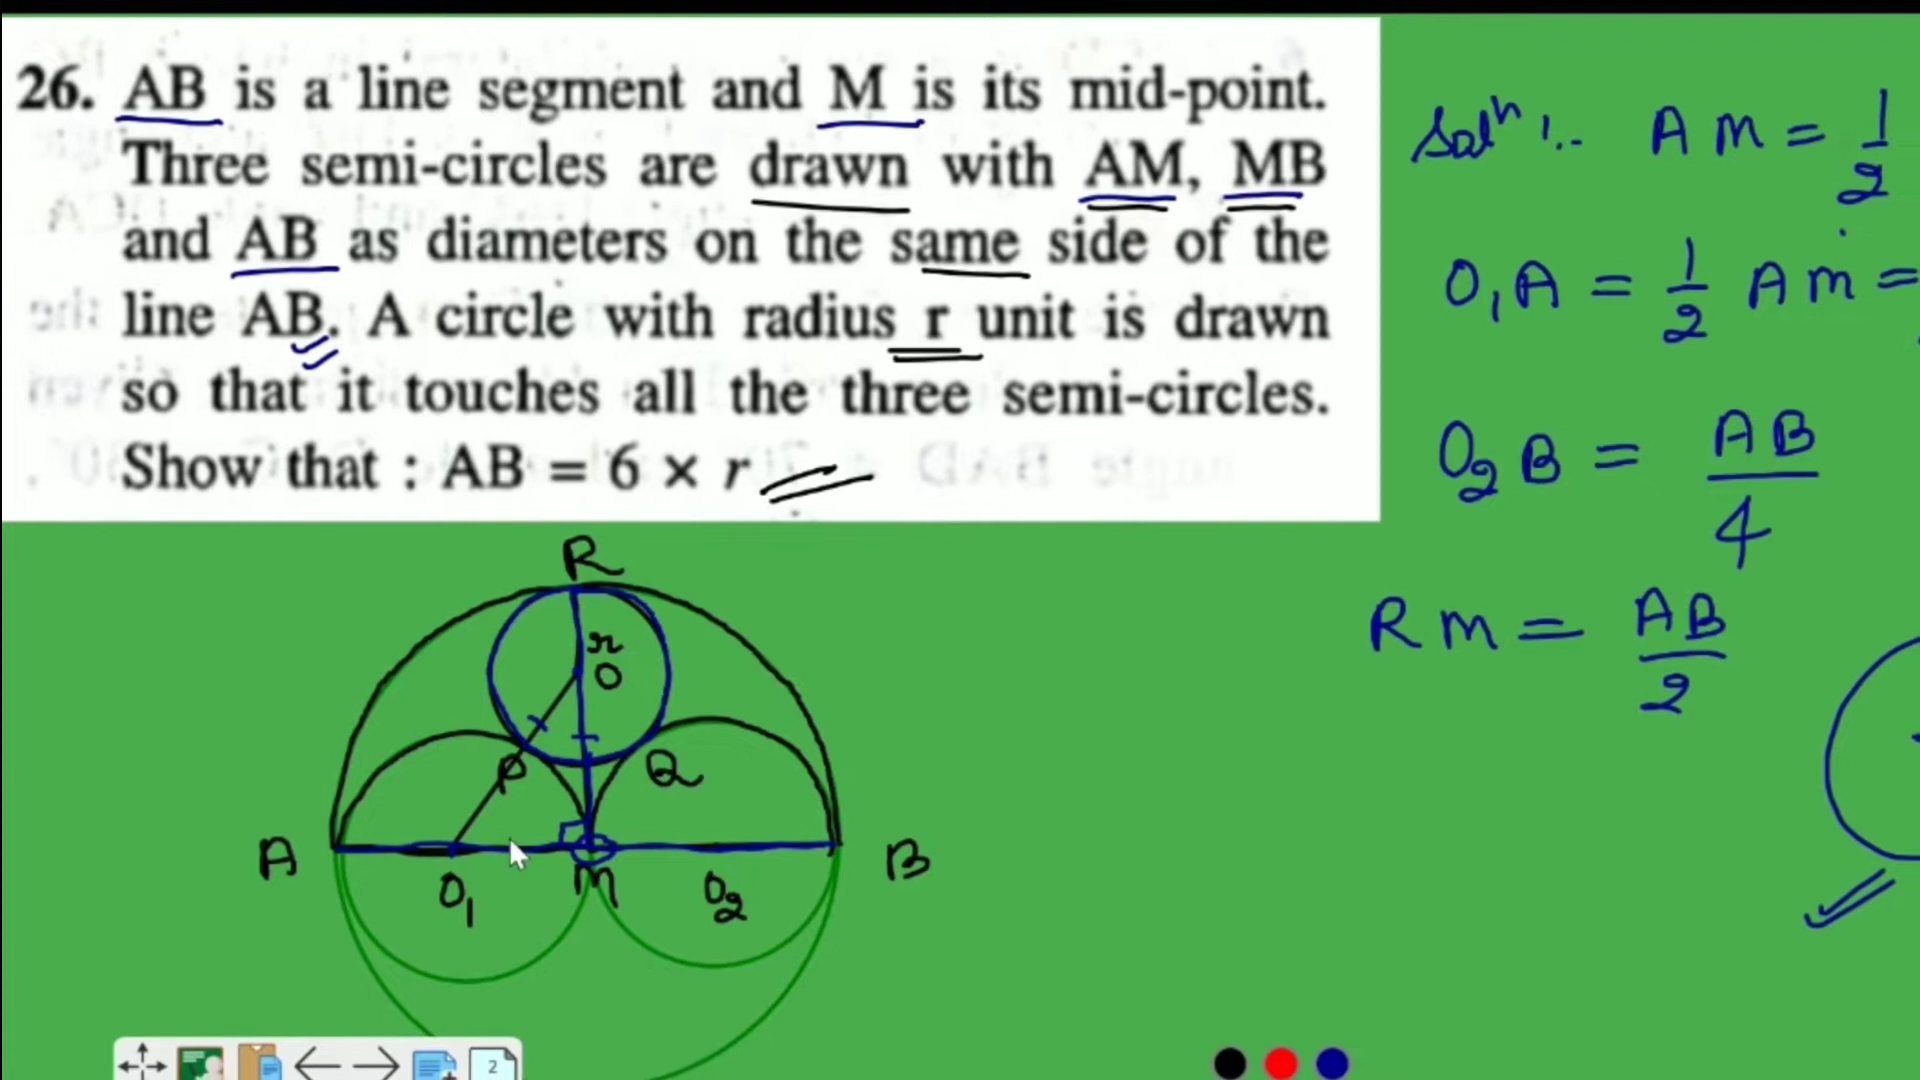 26. AB is a line segment and M is its mid-point.
Three semi-circles are drawn with AM, MB
and AB as diameters on the same side of the
line AB. A circle with radius r unit is drawn
so that it touches all the three semi-circles.
Show that : AB = 6 × r
Solⁿ :- AM = 1/2
O₁A = 1/2 AM =
O₂B = AB/4
RM = AB/2
R
r
O
P
Q
A
B
O₁
M
O₂
2